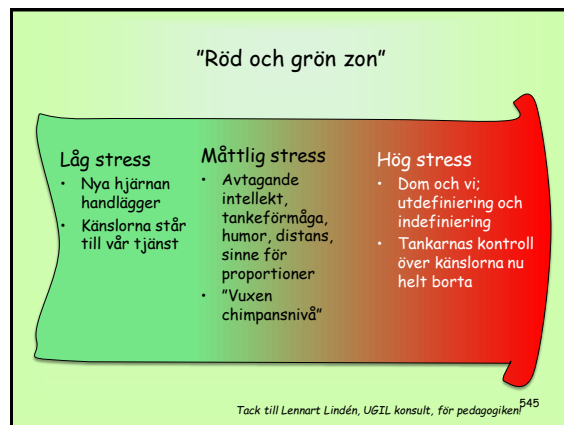 "Röd och grön zon"
Låg stress
• Nya hjärnan
handlägger
• Känslorna står
till vår tjänst
Måttlig stress
• Avtagande
intellekt,
tankeförmåga,
humor, distans,
sinne för
proportioner
• "Vuxen
chimpansnivå"
Hög stress
• Dom och vi;
utdefiniering och
indefiniering
• Tankarnas kontroll
över känslorna nu
helt borta
Tack till Lennart Lindén, UGIL konsult, för pedagogiken!
545